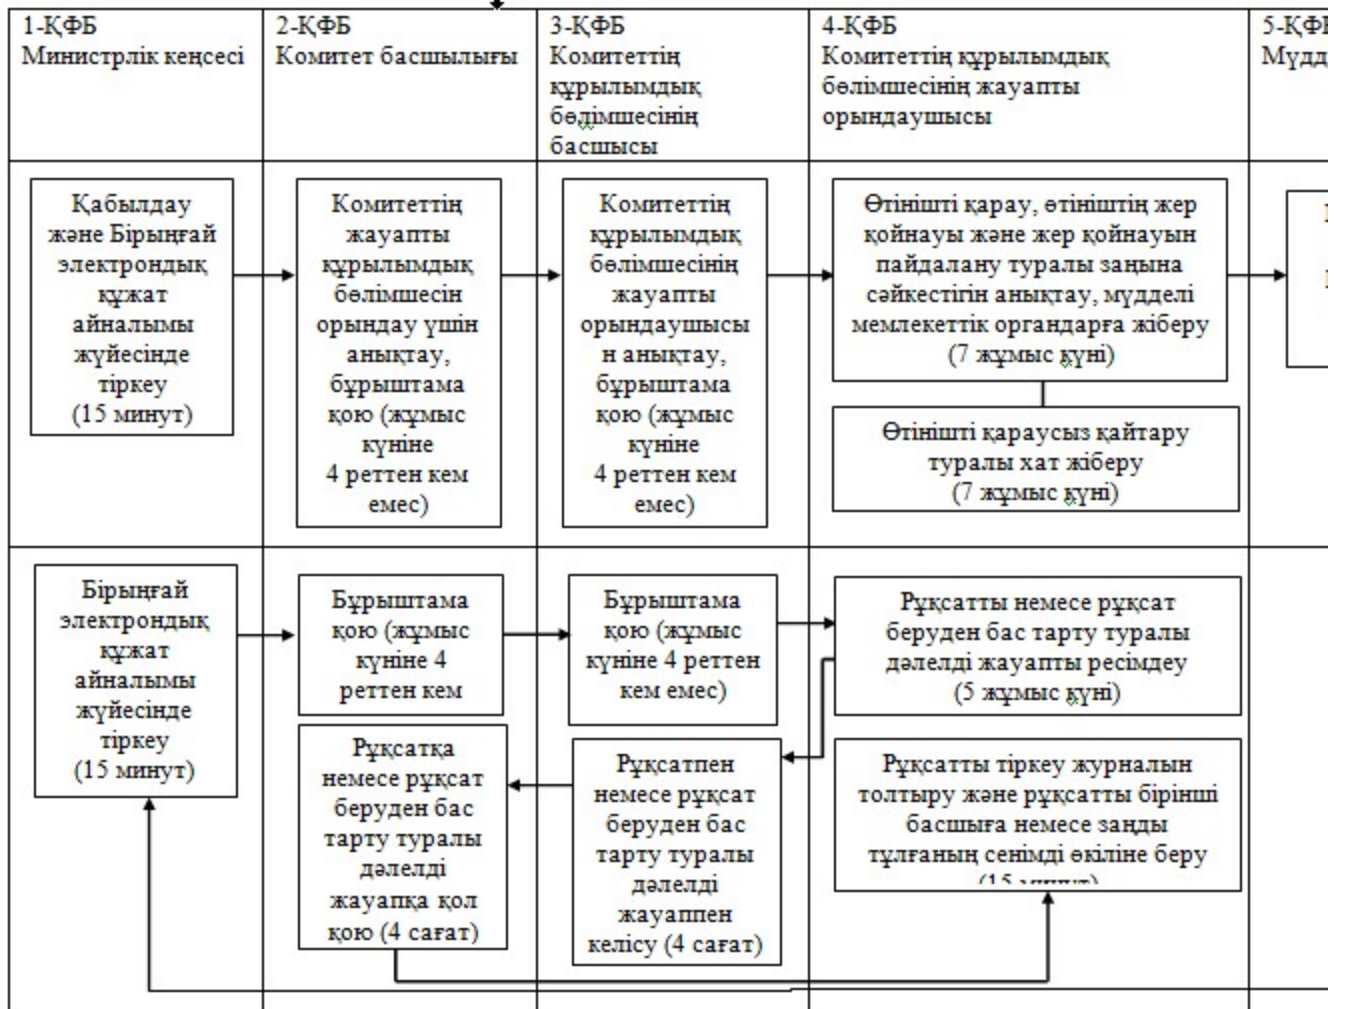 1-ҚФБ
Министрлік кеңсесі
2-ҚФБ
Комитет басшылығы
3-ҚФБ
Комитеттің
құрылымдық
бөлімшесінің
басшысы
4-ҚФБ
Комитеттің құрылымдық
бөлімшесінің жауапты
орындаушысы
5-ҚФБ
Қабылдау
және Бірыңғай
электрондық
құжат
айналымы
жүйесінде
тіркеу
(15 минут)
Комитеттің
жауапты
құрылымдық
бөлімшесін
орындау үшін
анықтау,
бұрыштама
қою (жұмыс
күніне
4 реттен кем
емес)
Комитеттің
құрылымдық
бөлімшесінің
жауапты
орындаушысы
н анықтау,
бұрыштама
қою (жұмыс
күніне
4 реттен кем
емес)
Өтінішті қарау, өтініштің жер
қойнауы және жер қойнауын
пайдалану туралы заңына
сәйкестігін анықтау, мүдделі
мемлекеттік органдарға жіберу
(7 жұмыс күні)
Өтінішті қараусыз қайтару
туралы хат жіберу
(7 жұмыс күні)
Бірыңғай
электрондық
құжат
айналымы
жүйесінде
тіркеу
(15 минут)
Бұрыштама
қою (жұмыс
күніне 4
реттен кем
Бұрыштама
қою (жұмыс
күніне 4 реттен
кем емес)
Рұқсатты немесе рұқсат
беруден бас тарту туралы
дәлелді жауапты ресімдеу
(5 жұмыс күні)
Рұқсатқа
немесе рұқсат
беруден бас
тарту туралы
дәлелді
жауапқа қол
қою (4 сағат)
Рұқсатпен
немесе рұқсат
беруден бас
тарту туралы
дәлелді
жауаппен
келісу (4 сағат)
Рұқсатты тіркеу журналын
толтыру және рұқсатты бірінші
басшыға немесе заңды
тұлғаның сенімді өкіліне беру
(15 минут)